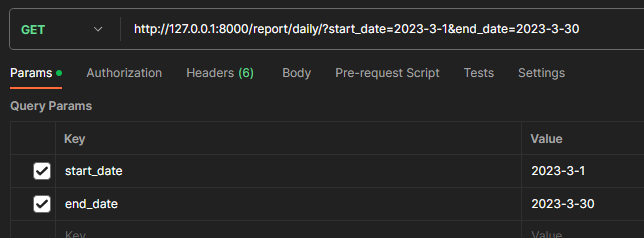 GET http://127.0.0.1:8000/report/daily/?start_date=2023-3-1&end_date=2023-3-30
Params Authorization Headers (6) Body Pre-request Script Tests Settings
Query Params
Key Value
start_date 2023-3-1
end_date 2023-3-30
Key Value